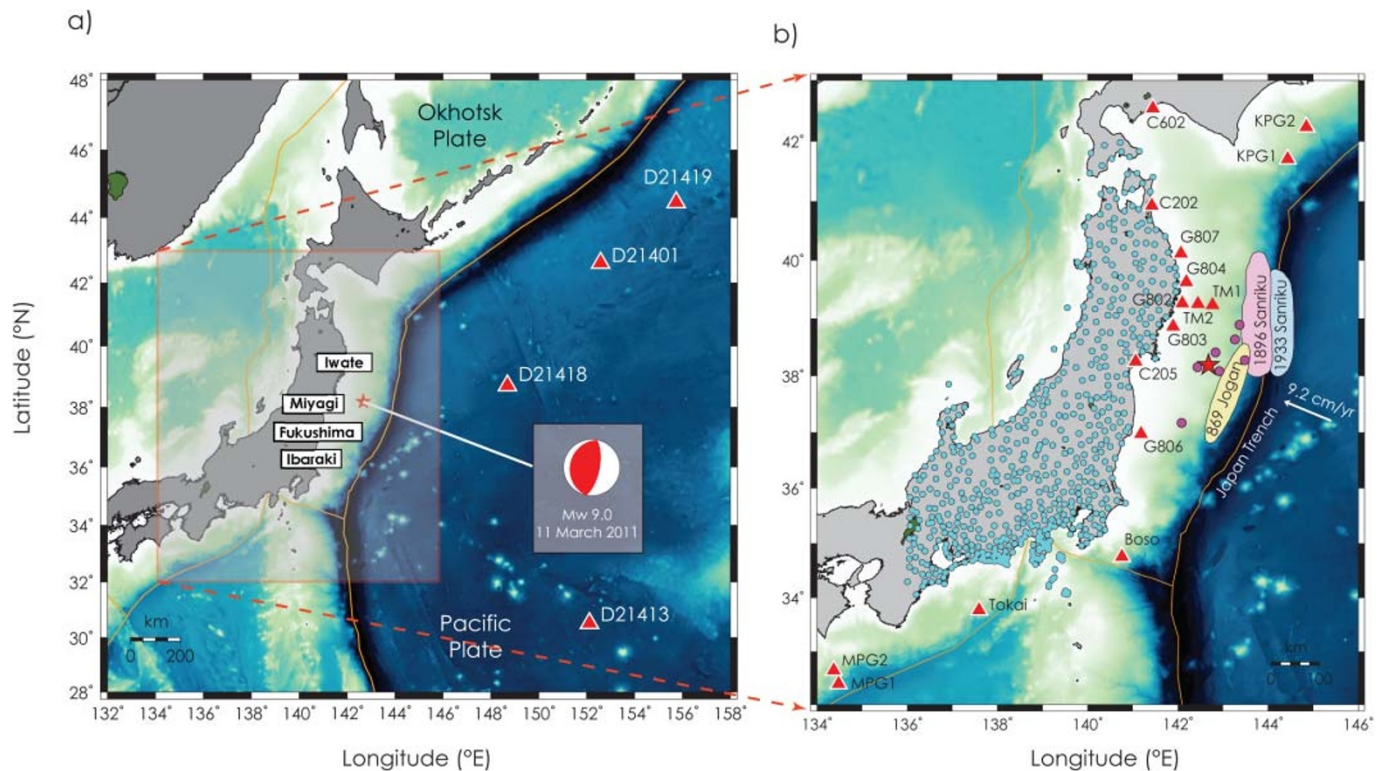 a)
48°
46°
44°
42°
40°
38°
36°
34°
32°
30°
28°
Latitude (°N)
132°
134°
136°
138°
140°
142°
144°
146°
148°
150°
152°
154°
156°
158°
Longitude (°E)
Okhotsk
Plate
D21419
D21401
D21418
D21413
Iwate
Miyagi
Fukushima
Ibaraki
Mw 9.0
11 March 2011
Pacific
Plate
km
0 200
b)
42°
40°
38°
36°
34°
134°
136°
138°
140°
142°
144°
146°
Longitude (°E)
C602
KPG2
KPG1
C202
G807
G804
G802
TM1
TM2
G803
C205
G806
1896 Sanriku
1933 Sanriku
869 Jogan
9.2 cm/yr
Japan Trench
Boso
Tokai
MPG2
MPG1
km
0 100